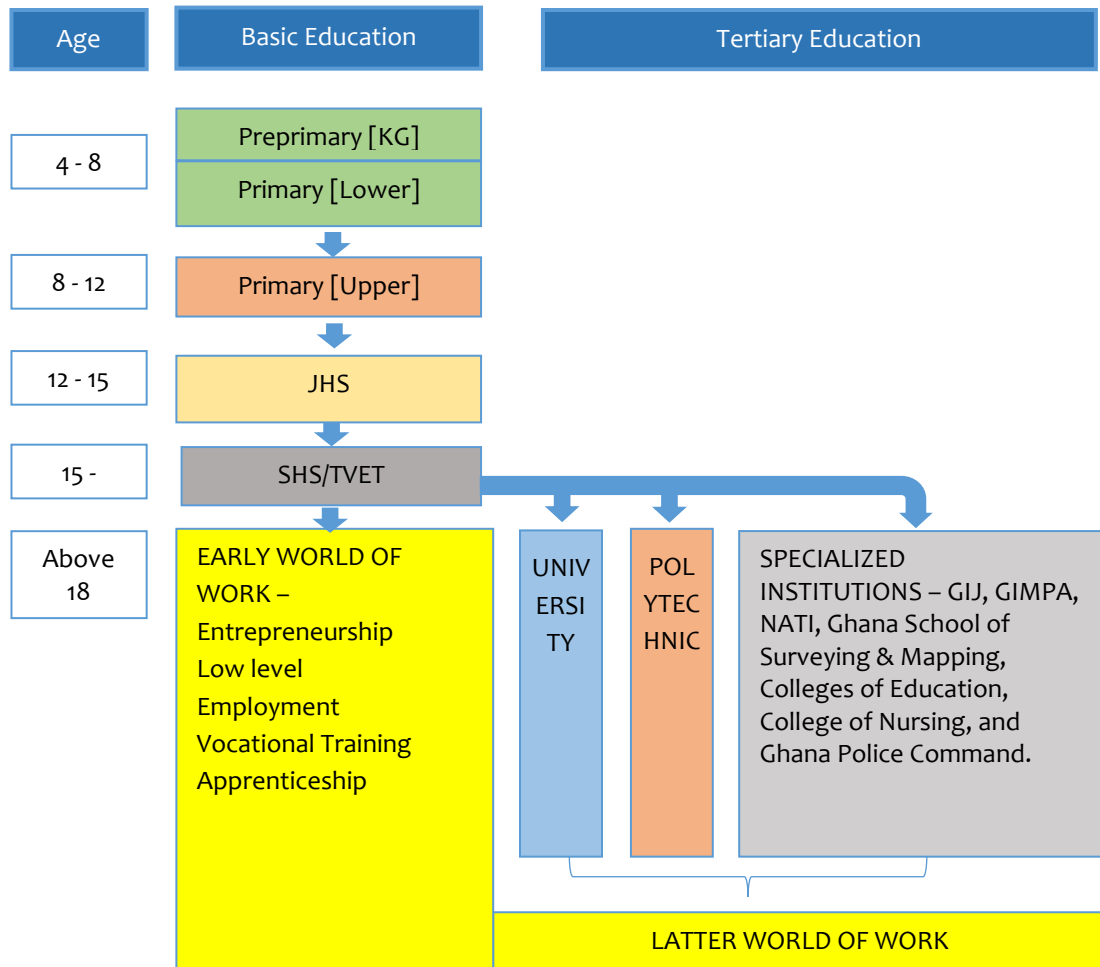 Age
Basic Education
Tertiary Education
4 - 8
Preprimary [KG]
Primary [Lower]
8 - 12
Primary [Upper]
12 - 15
JHS
15 -
SHS/TVET
Above
18
EARLY WORLD OF
WORK –
Entrepreneurship
Low level
Employment
Vocational Training
Apprenticeship
UNIV
ERSI
TY
POL
YTEC
HNIC
SPECIALIZED
INSTITUTIONS – GIJ, GIMPA,
NATI, Ghana School of
Surveying & Mapping,
Colleges of Education,
College of Nursing, and
Ghana Police Command.
LATTER WORLD OF WORK